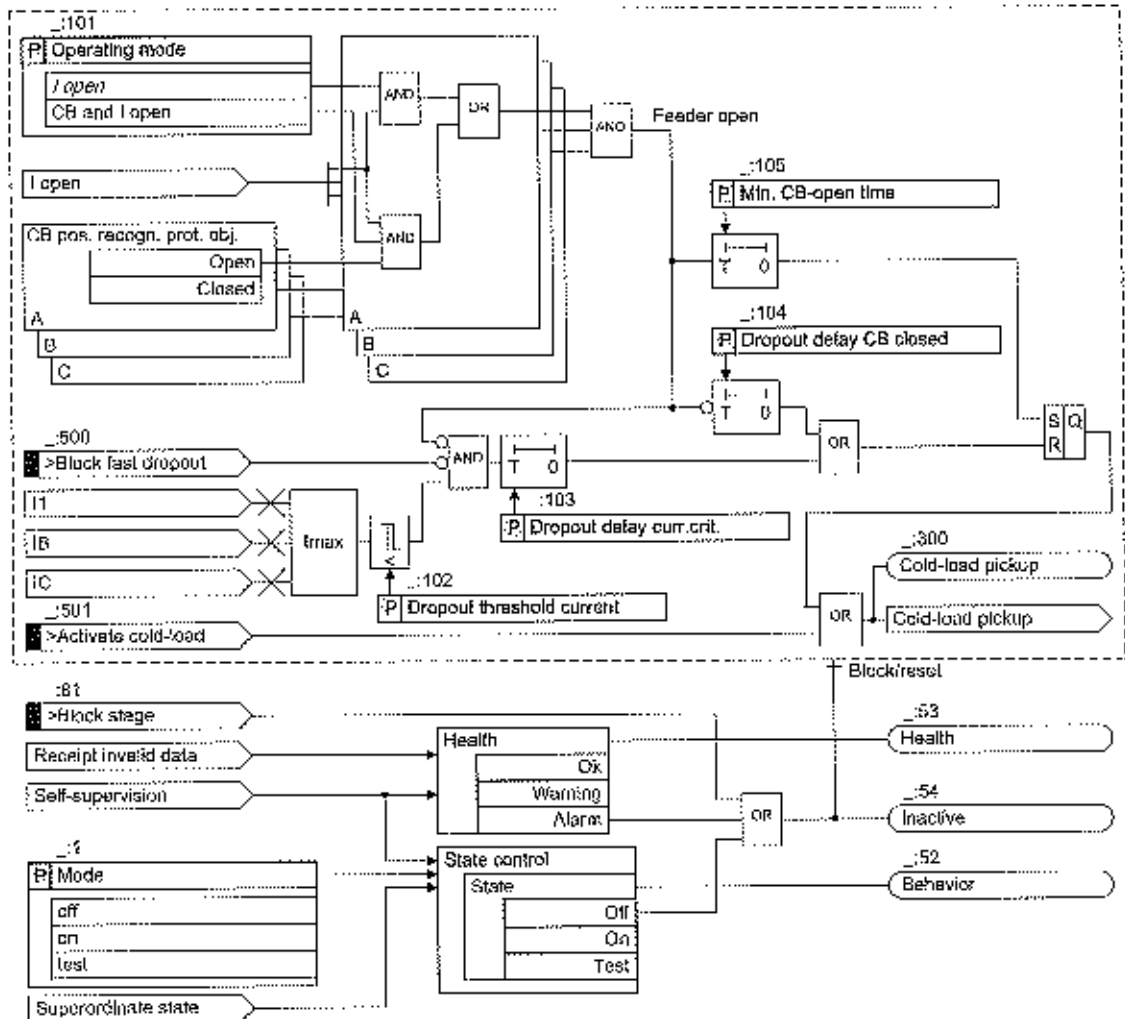 _:101
P Operating mode
I open
CB and I open
AND
OR
AND
Feeder open
I open
_:105
P Min. CB-open time
CB pos. recogn. prot. obj.
AND
Open
Closed
T 0
A
B
C
A
B
C
_:104
P Dropout delay CB closed
T 0
S Q
R
OR
_:500
>Block fast dropout
AND
T 0
I1
_:103
P Dropout delay curr.crit.
IB
Imax
<
_:300
Cold-load pickup
IC
_:102
P Dropout threshold current
_:501
>Activate cold-load
OR
Cold-load pickup
Block/reset
:81
>Block stage
_:53
Health
Receipt invalid data
Health
Ok
Warning
Alarm
Self-supervision
OR
_:54
Inactive
_:1
P Mode
off
on
test
State control
State
Off
On
Test
_:52
Behavior
Superordinate state